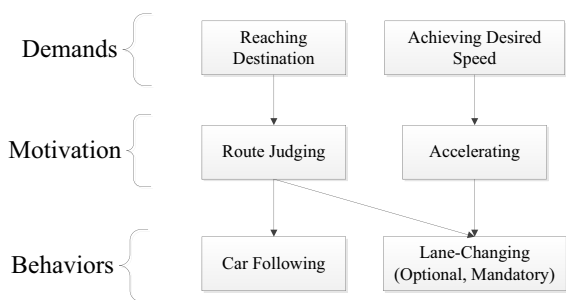 Demands
Reaching
Destination
Achieving Desired
Speed
Motivation
Route Judging
Accelerating
Behaviors
Car Following
Lane-Changing
(Optional, Mandatory)